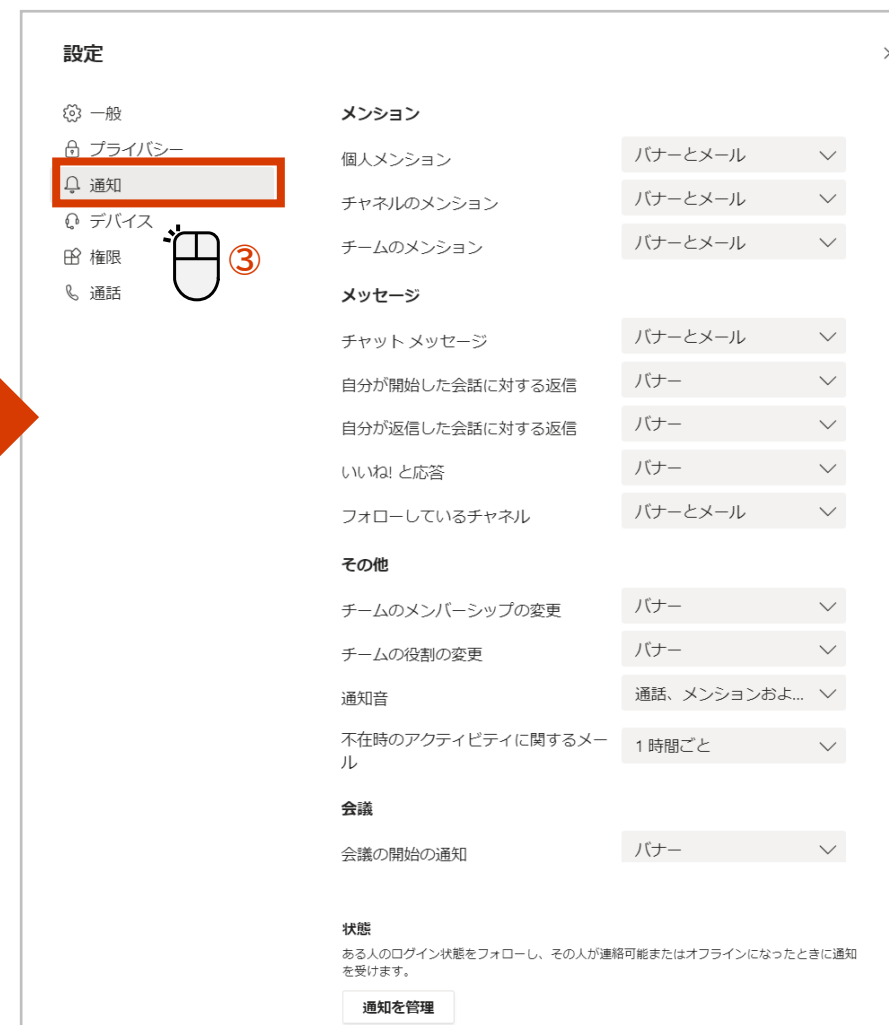 設定
一般
プライバシー
通知
デバイス
権限
通話
③
メンション
個人メンション バナーとメール
チャネルのメンション バナーとメール
チームのメンション バナーとメール
メッセージ
チャット メッセージ バナーとメール
自分が開始した会話に対する返信 バナー
自分が返信した会話に対する返信 バナー
いいね! と応答 バナー
フォローしているチャネル バナーとメール
その他
チームのメンバーシップの変更 バナー
チームの役割の変更 バナー
通知音 通話、メンションおよ...
不在時のアクティビティに関するメー
ル 1 時間ごと
会議
会議の開始の通知 バナー
状態
ある人のログイン状態をフォローし、その人が連絡可能またはオフラインになったときに通知
を受けます。
通知を管理